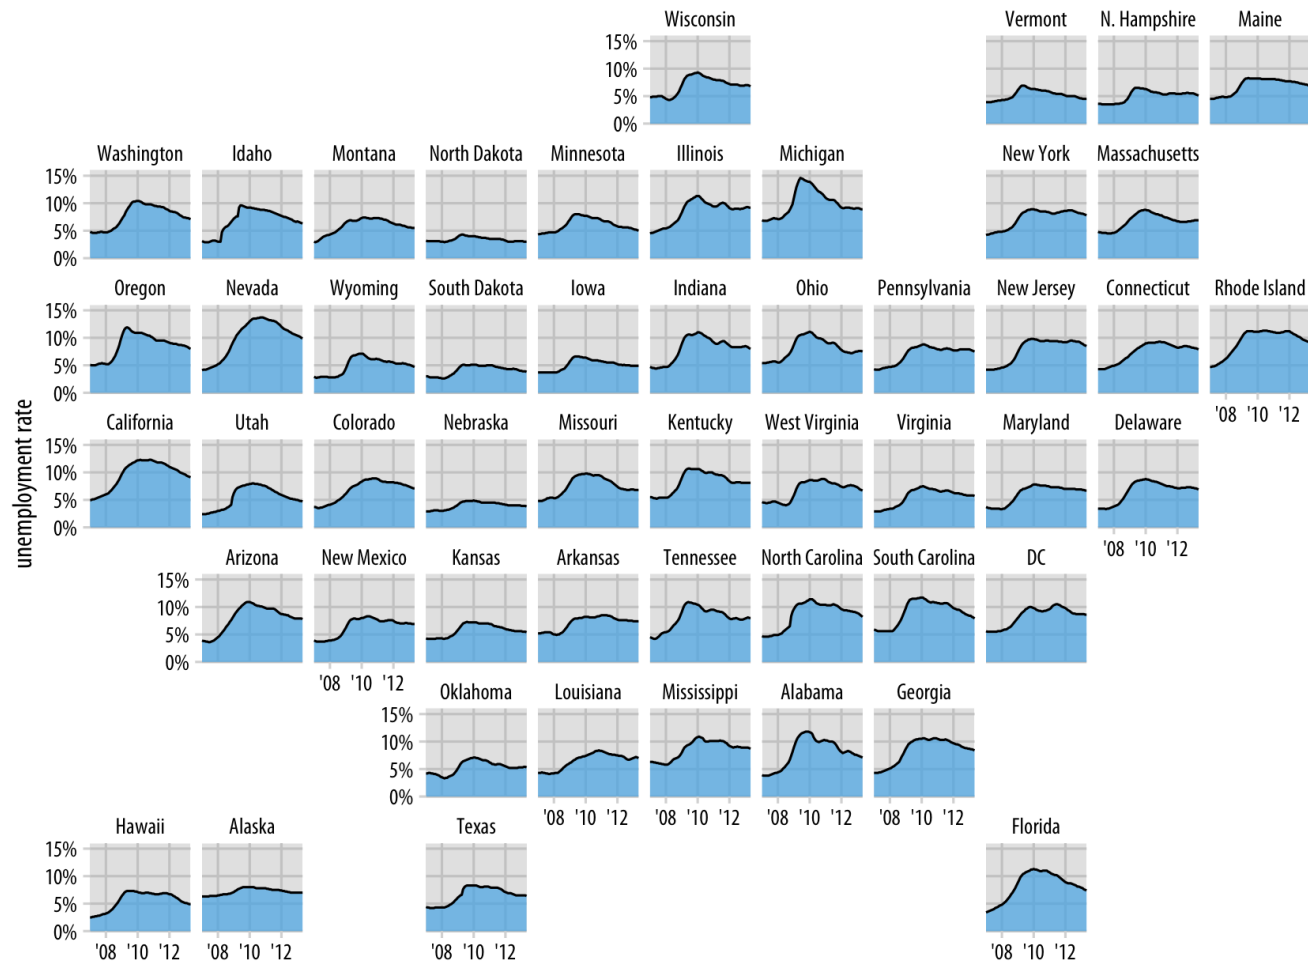 Wisconsin Vermont N. Hampshire Maine
15%
10%
5%
0%
Washington Idaho Montana North Dakota Minnesota Illinois Michigan New York Massachusetts
15%
10%
5%
0%
Oregon Nevada Wyoming South Dakota Iowa Indiana Ohio Pennsylvania New Jersey Connecticut Rhode Island
15%
10%
5%
0%
'08 '10 '12
unemployment rate
California Utah Colorado Nebraska Missouri Kentucky West Virginia Virginia Maryland Delaware
15%
10%
5%
0%
'08 '10 '12
Arizona New Mexico Kansas Arkansas Tennessee North Carolina South Carolina DC
15%
10%
5%
0%
'08 '10 '12
Oklahoma Louisiana Mississippi Alabama Georgia
15%
10%
5%
0%
'08 '10 '12 '08 '10 '12 '08 '10 '12 '08 '10 '12
Hawaii Alaska Texas Florida
15%
10%
5%
0%
'08 '10 '12 '08 '10 '12 '08 '10 '12 '08 '10 '12